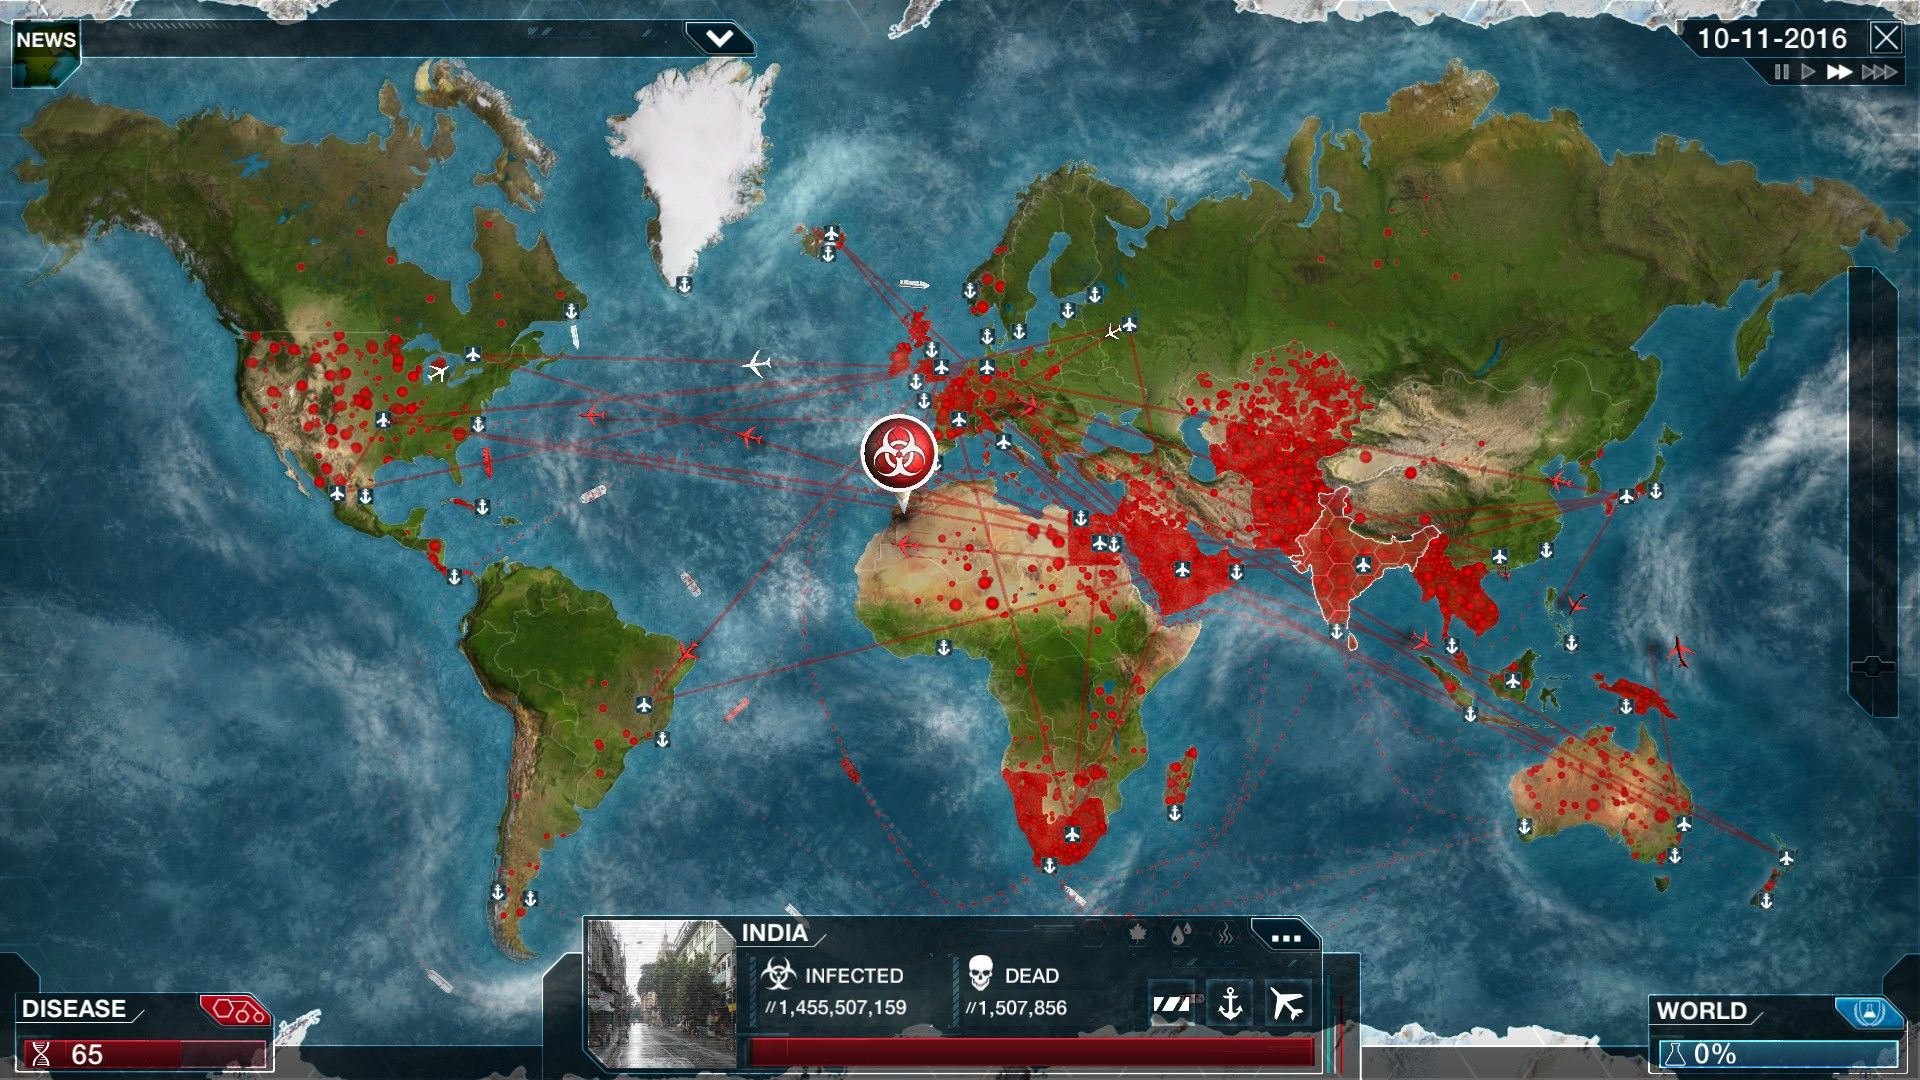 NEWS
10-11-2016
INDIA
INFECTED
DEAD
//1,455,507,159
//1,507,856
DISEASE
65
WORLD
0%